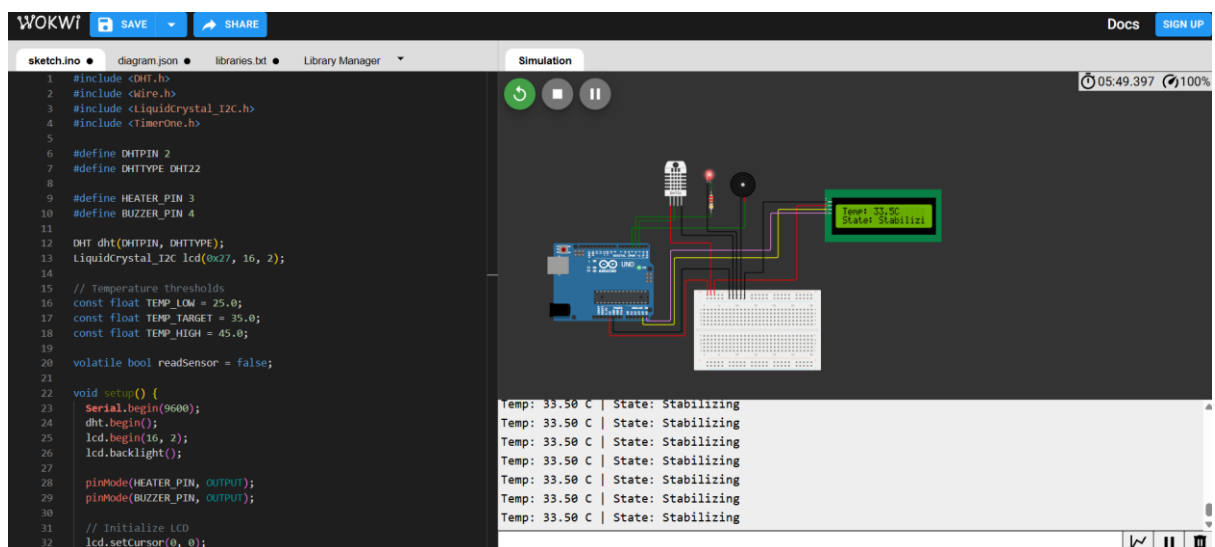 WOKWI SAVE SHARE Docs SIGN UP
sketch.ino ● diagram.json ● libraries.txt ● Library Manager
1 #include <DHT.h>
2 #include <Wire.h>
3 #include <LiquidCrystal_I2C.h>
4 #include <TimerOne.h>
5
6 #define DHTPIN 2
7 #define DHTTYPE DHT22
8
9 #define HEATER_PIN 3
10 #define BUZZER_PIN 4
11
12 DHT dht(DHTPIN, DHTTYPE);
13 LiquidCrystal_I2C lcd(0x27, 16, 2);
14
15 // Temperature thresholds
16 const float TEMP_LOW = 25.0;
17 const float TEMP_TARGET = 35.0;
18 const float TEMP_HIGH = 45.0;
19
20 volatile bool readSensor = false;
21
22 void setup() {
23 Serial.begin(9600);
24 dht.begin();
25 lcd.begin(16, 2);
26 lcd.backlight();
27
28 pinMode(HEATER_PIN, OUTPUT);
29 pinMode(BUZZER_PIN, OUTPUT);
30
31 // Initialize LCD
32 lcd.setCursor(0, 0);
Simulation
05:49.397 100%
Temp: 33.5C
State: Stabilizi
UNO
Temp: 33.50 C | State: Stabilizing
Temp: 33.50 C | State: Stabilizing
Temp: 33.50 C | State: Stabilizing
Temp: 33.50 C | State: Stabilizing
Temp: 33.50 C | State: Stabilizing
Temp: 33.50 C | State: Stabilizing
Temp: 33.50 C | State: Stabilizing